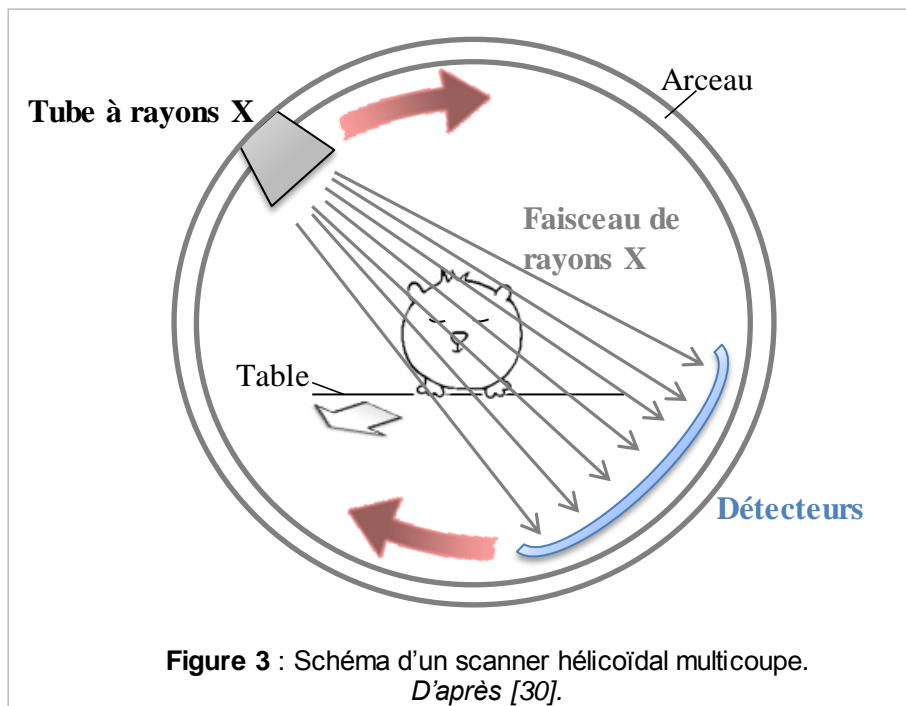 Arceau
Tube à rayons X
Faisceau de
rayons X
Table
Détecteurs
Figure 3 : Schéma d'un scanner hélicoïdal multicoupe.
D'après [30].